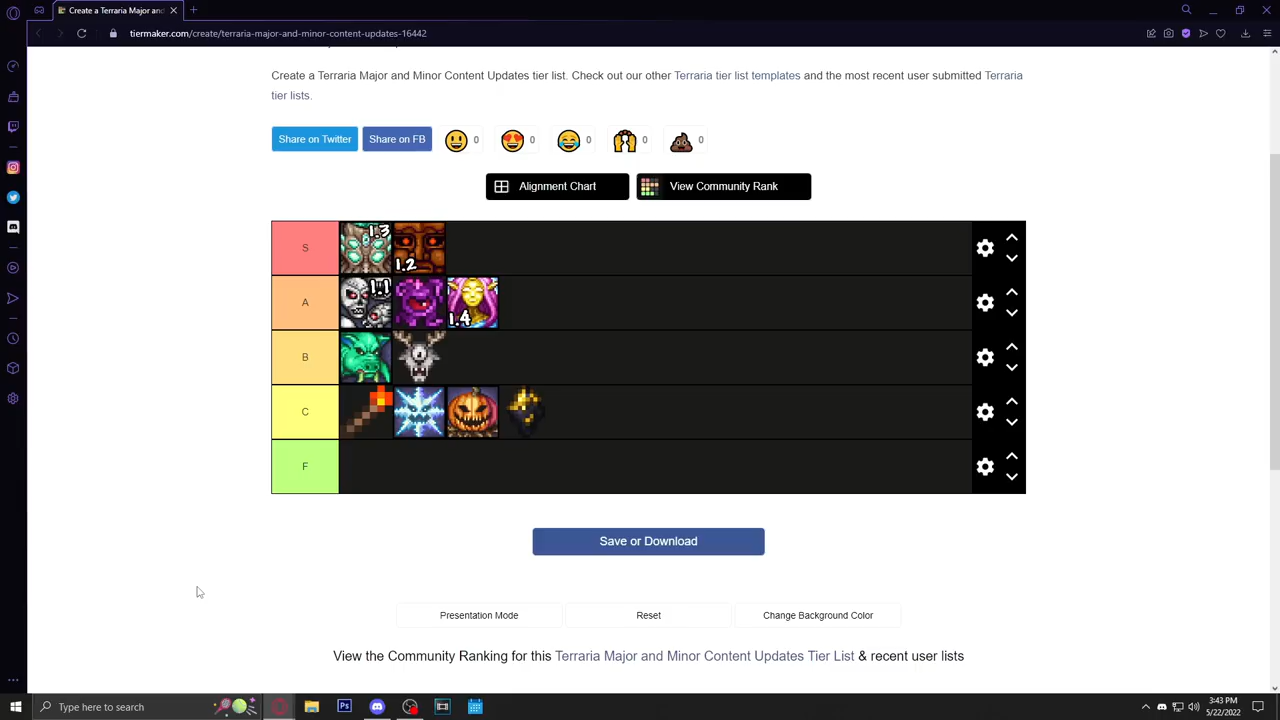 Create a Terraria Major and
tiermaker.com/create/terraria-major-and-minor-content-updates-16442
Create a Terraria Major and Minor Content Updates tier list. Check out our other Terraria tier list templates and the most recent user submitted Terraria
tier lists.
Share on Twitter Share on FB 0 0 0 0 0
Alignment Chart View Community Rank
S 1.3 1.2
A 1.1 1.4
B
C
F
Save or Download
Presentation Mode Reset Change Background Color
View the Community Ranking for this Terraria Major and Minor Content Updates Tier List & recent user lists
Type here to search Ps 3:43 PM
5/22/2022